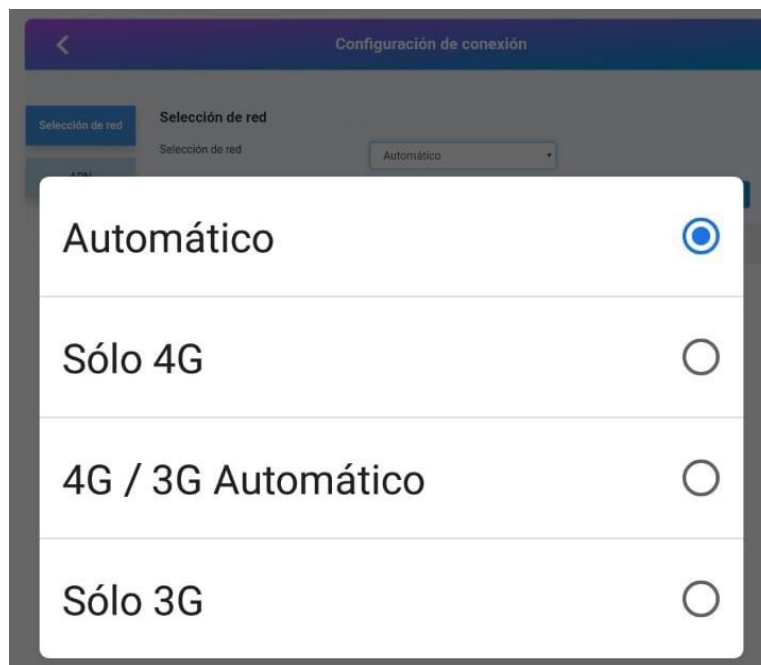 Configuración de conexión
Selección de red
Selección de red
Selección de red
Automático
APN
Automático
Sólo 4G
4G / 3G Automático
Sólo 3G